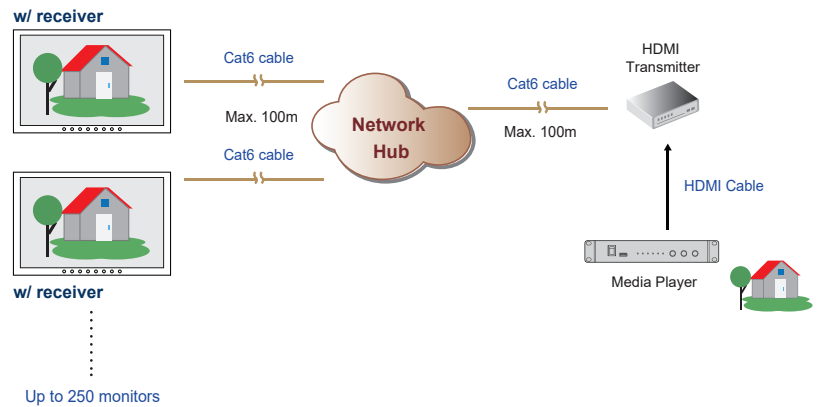 w/ receiver
Cat6 cable
Max. 100m
Cat6 cable
Network
Hub
Cat6 cable
Max. 100m
HDMI
Transmitter
HDMI Cable
Media Player
w/ receiver
Up to 250 monitors